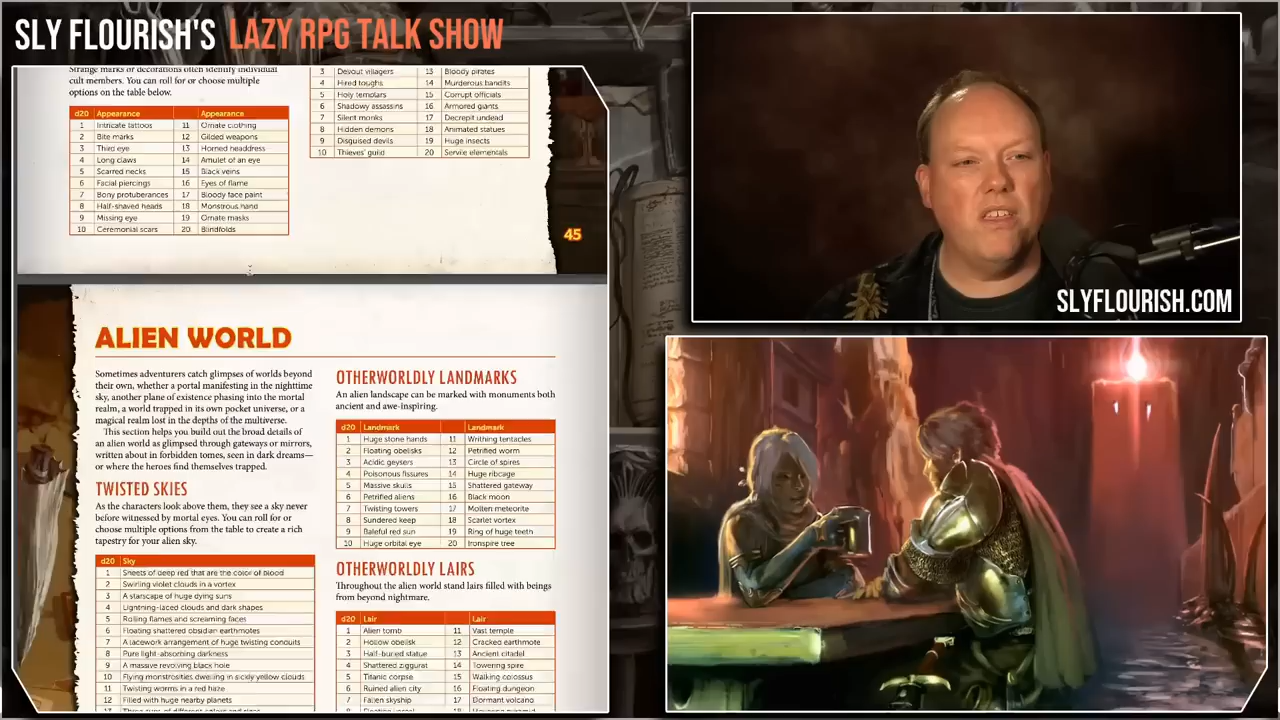 SLY FLOURISH'S LAZY RPG TALK SHOW
Strange marks or decorations often identify individual
cult members. You can roll for or choose multiple
options on the table below.
d20 Appearance Appearance
1 Intricate tattoos 11 Ornate clothing
2 Bite marks 12 Gilded weapons
3 Third eye 13 Horned headdress
4 Long claws 14 Amulet of an eye
5 Scarred necks 15 Black veins
6 Facial piercings 16 Eyes of flame
7 Bony protuberances 17 Bloody face paint
8 Half-shaved heads 18 Monstrous hand
9 Missing eye 19 Ornate masks
10 Ceremonial scars 20 Blindfolds
3 Devout villagers 13 Bloody pirates
4 Hired toughs 14 Murderous bandits
5 Holy templars 15 Corrupt officials
6 Shadowy assassins 16 Armored giants
7 Silent monks 17 Decrepit undead
8 Hidden demons 18 Animated statues
9 Disguised devils 19 Huge insects
10 Thieves' guild 20 Servile elementals
45
ALIEN WORLD
Sometimes adventurers catch glimpses of worlds beyond
their own, whether a portal manifesting in the nighttime
sky, another plane of existence phasing into the mortal
realm, a world trapped in its own pocket universe, or a
magical realm lost in the depths of the multiverse.
This section helps you build out the broad details of
an alien world as glimpsed through gateways or mirrors,
written about in forbidden tomes, seen in dark dreams—
or where the heroes find themselves trapped.
TWISTED SKIES
As the characters look above them, they see a sky never
before witnessed by mortal eyes. You can roll for or
choose multiple options from the table to create a rich
tapestry for your alien sky.
d20 Sky
1 Sheets of deep red that are the color of blood
2 Swirling violet clouds in a vortex
3 A starscape of huge dying suns
4 Lightning-laced clouds and dark shapes
5 Roiling flames and screaming faces
6 Floating shattered obsidian earthmotes
7 A lacework arrangement of huge twisting conduits
8 Pure light-absorbing darkness
9 A massive revolving black hole
10 Flying monstrosities dwelling in sickly yellow clouds
11 Twisting worms in a red haze
12 Filled with huge nearby planets
OTHERWORLDLY LANDMARKS
An alien landscape can be marked with monuments both
ancient and awe-inspiring.
d20 Landmark Landmark
1 Huge stone hands 11 Writhing tentacles
2 Floating obelisks 12 Petrified worm
3 Acidic geysers 13 Circle of spires
4 Poisonous fissures 14 Huge ribcage
5 Massive skulls 15 Shattered gateway
6 Petrified aliens 16 Black moon
7 Twisting towers 17 Molten meteorite
8 Sundered keep 18 Scarlet vortex
9 Baleful red sun 19 Ring of huge teeth
10 Huge orbital eye 20 Ironspire tree
OTHERWORLDLY LAIRS
Throughout the alien world stand lairs filled with beings
from beyond nightmare.
d20 Lair Lair
1 Alien tomb 11 Vast temple
2 Hollow obelisk 12 Cracked earthmote
3 Half-buried statue 13 Ancient citadel
4 Shattered ziggurat 14 Towering spire
5 Titanic corpse 15 Walking colossus
6 Ruined alien city 16 Floating dungeon
7 Fallen skyship 17 Dormant volcano
SLYFLOURISH.COM